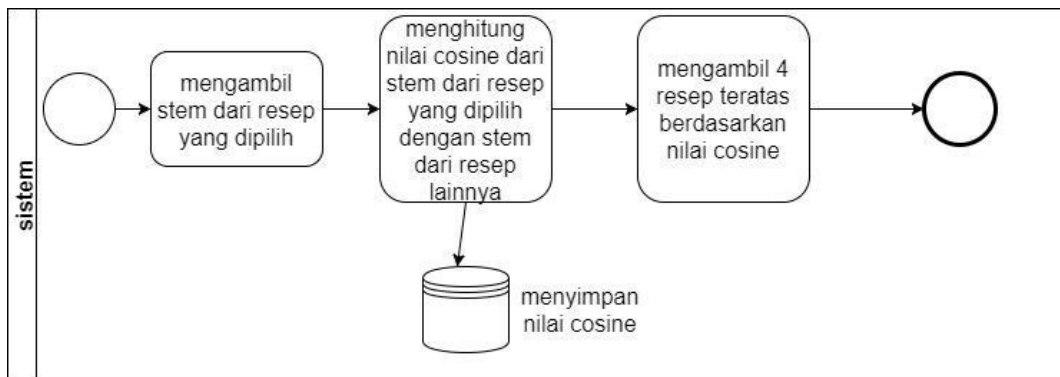 sistem
mengambil
stem dari resep
yang dipilih
menghitung
nilai cosine dari
stem dari resep
yang dipilih
dengan stem
dari resep
lainnya
mengambil 4
resep teratas
berdasarkan
nilai cosine
menyimpan
nilai cosine